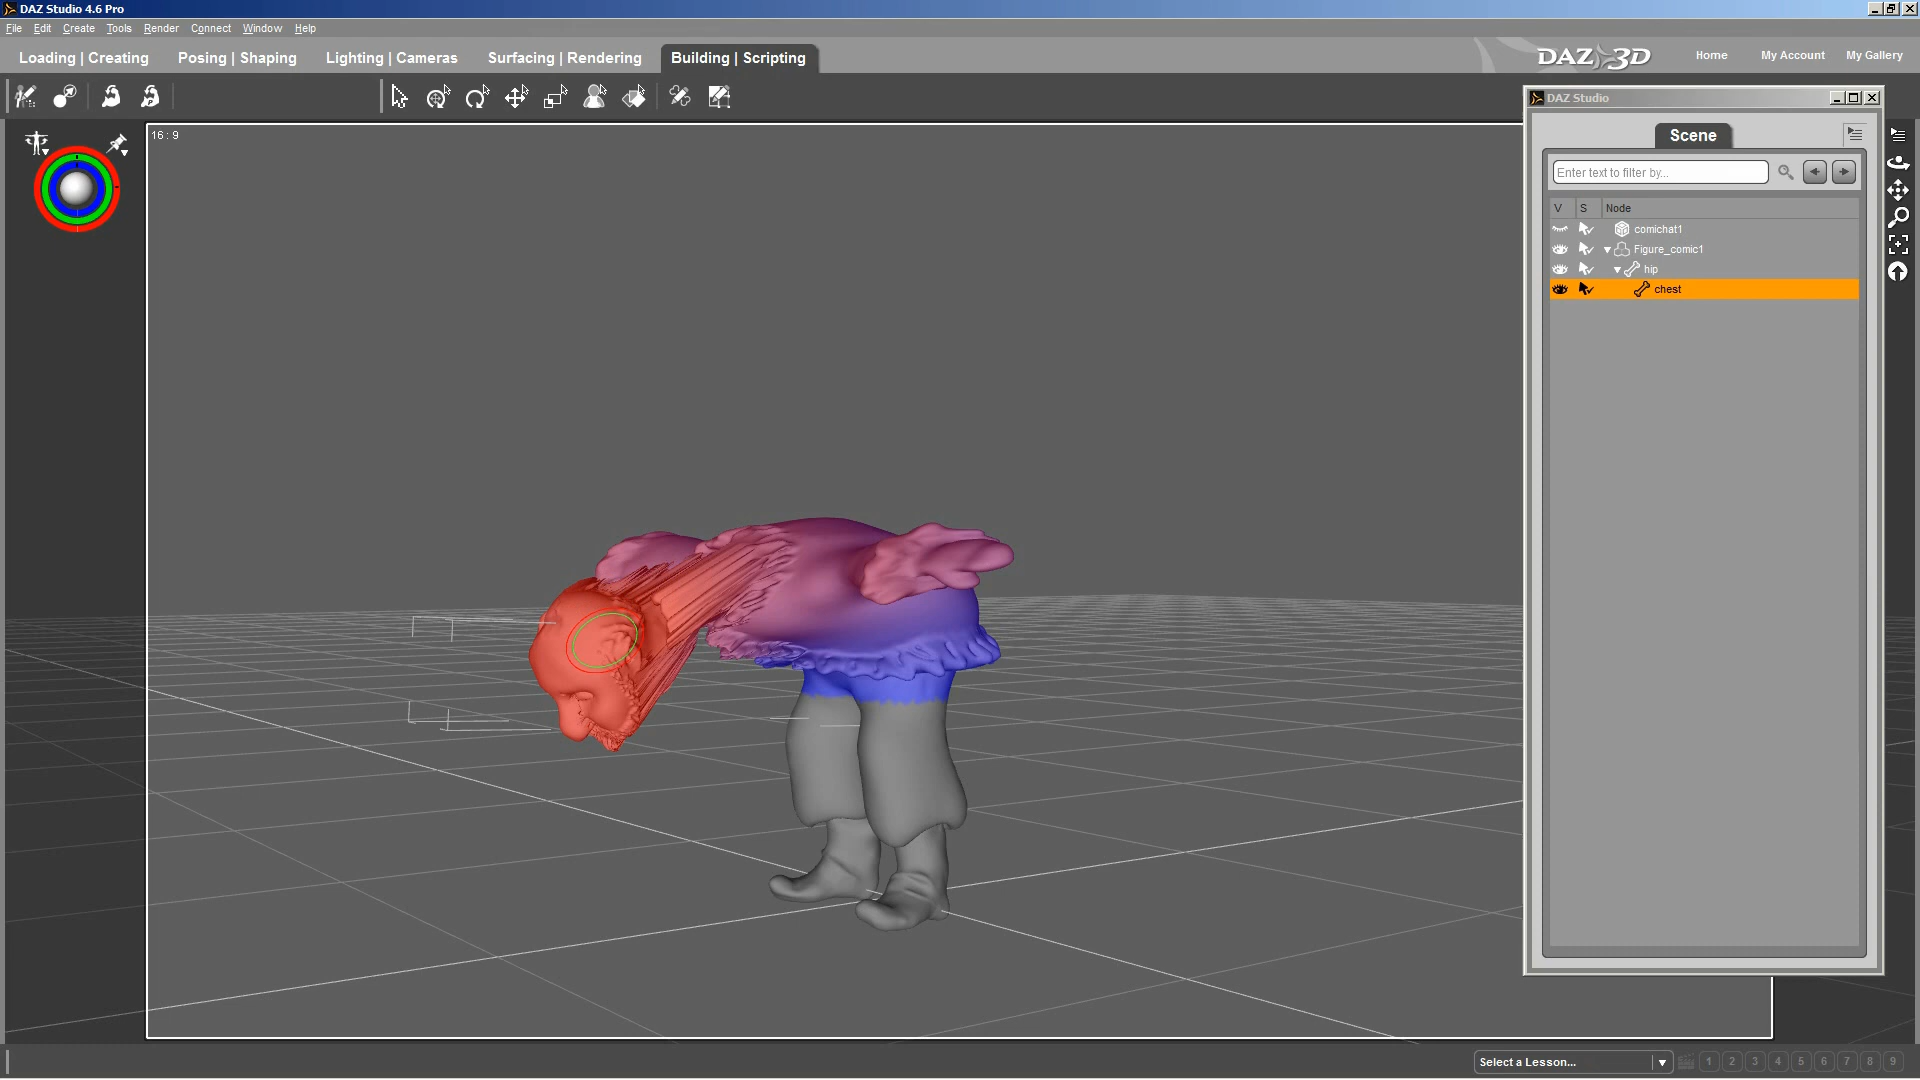 DAZ Studio 4.6 Pro
File Edit Create Tools Render Connect Window Help
Loading | Creating Posing | Shaping Lighting | Cameras Surfacing | Rendering Building | Scripting
DAZ 3D Home My Account My Gallery
16 : 9
DAZ Studio
Scene
Enter text to filter by...
V S Node
comichat1
Figure_comic1
hip
chest
Select a Lesson... 1 2 3 4 5 6 7 8 9